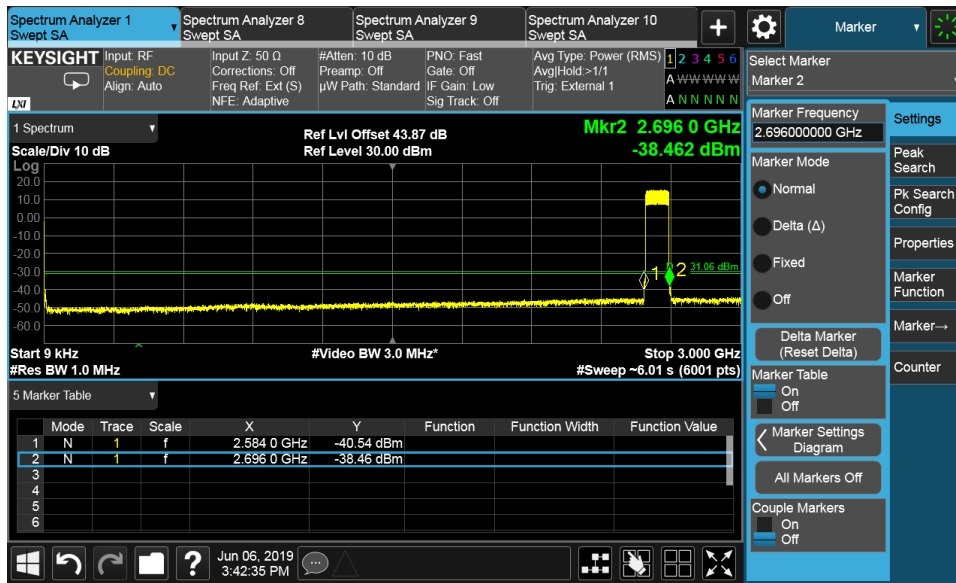 Spectrum Analyzer 1
Swept SA
Spectrum Analyzer 8
Swept SA
Spectrum Analyzer 9
Swept SA
Spectrum Analyzer 10
Swept SA
+
Marker
KEYSIGHT
LXI
Input: RF
Coupling: DC
Align: Auto
Input Z: 50 Ω
Corrections: Off
Freq Ref: Ext (S)
NFE: Adaptive
#Atten: 10 dB
Preamp: Off
µW Path: Standard
PNO: Fast
Gate: Off
IF Gain: Low
Sig Track: Off
Avg Type: Power (RMS)
Avg|Hold:>1/1
Trig: External 1
1 2 3 4 5 6
A W W W W W
A N N N N N
Select Marker
Marker 2
1 Spectrum
Scale/Div 10 dB
Ref Lvl Offset 43.87 dB
Ref Level 30.00 dBm
Mkr2 2.696 0 GHz
-38.462 dBm
Log
20.0
10.0
0.00
-10.0
-20.0
-30.0
-40.0
-50.0
-60.0
1
2
31.06 dBm
Start 9 kHz
#Video BW 3.0 MHz*
Stop 3.000 GHz
#Res BW 1.0 MHz
#Sweep ~6.01 s (6001 pts)
5 Marker Table
Mode Trace Scale X Y Function Function Width Function Value
1 N 1 f 2.584 0 GHz -40.54 dBm
2 N 1 f 2.696 0 GHz -38.46 dBm
3
4
5
6
Marker Frequency
2.696000000 GHz
Marker Mode
Normal
Delta (Δ)
Fixed
Off
Delta Marker
(Reset Delta)
Marker Table
On
Off
Marker Settings
Diagram
All Markers Off
Couple Markers
On
Off
Settings
Peak
Search
Pk Search
Config
Properties
Marker
Function
Marker→
Counter
?
Jun 06, 2019
3:42:35 PM